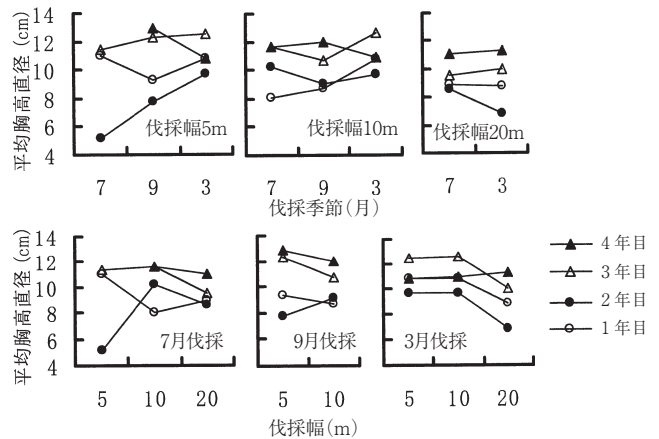 平均胸高直径 (cm)
14
12
10
8
6
4
伐採幅5m
伐採幅10m
伐採幅20m
7 9 3 7 9 3 7 3
伐採季節(月)
平均胸高直径 (cm)
14
12
10
8
6
4
7月伐採
9月伐採
3月伐採
5 10 20 5 10 5 10 20
伐採幅(m)
4年目
3年目
2年目
1年目